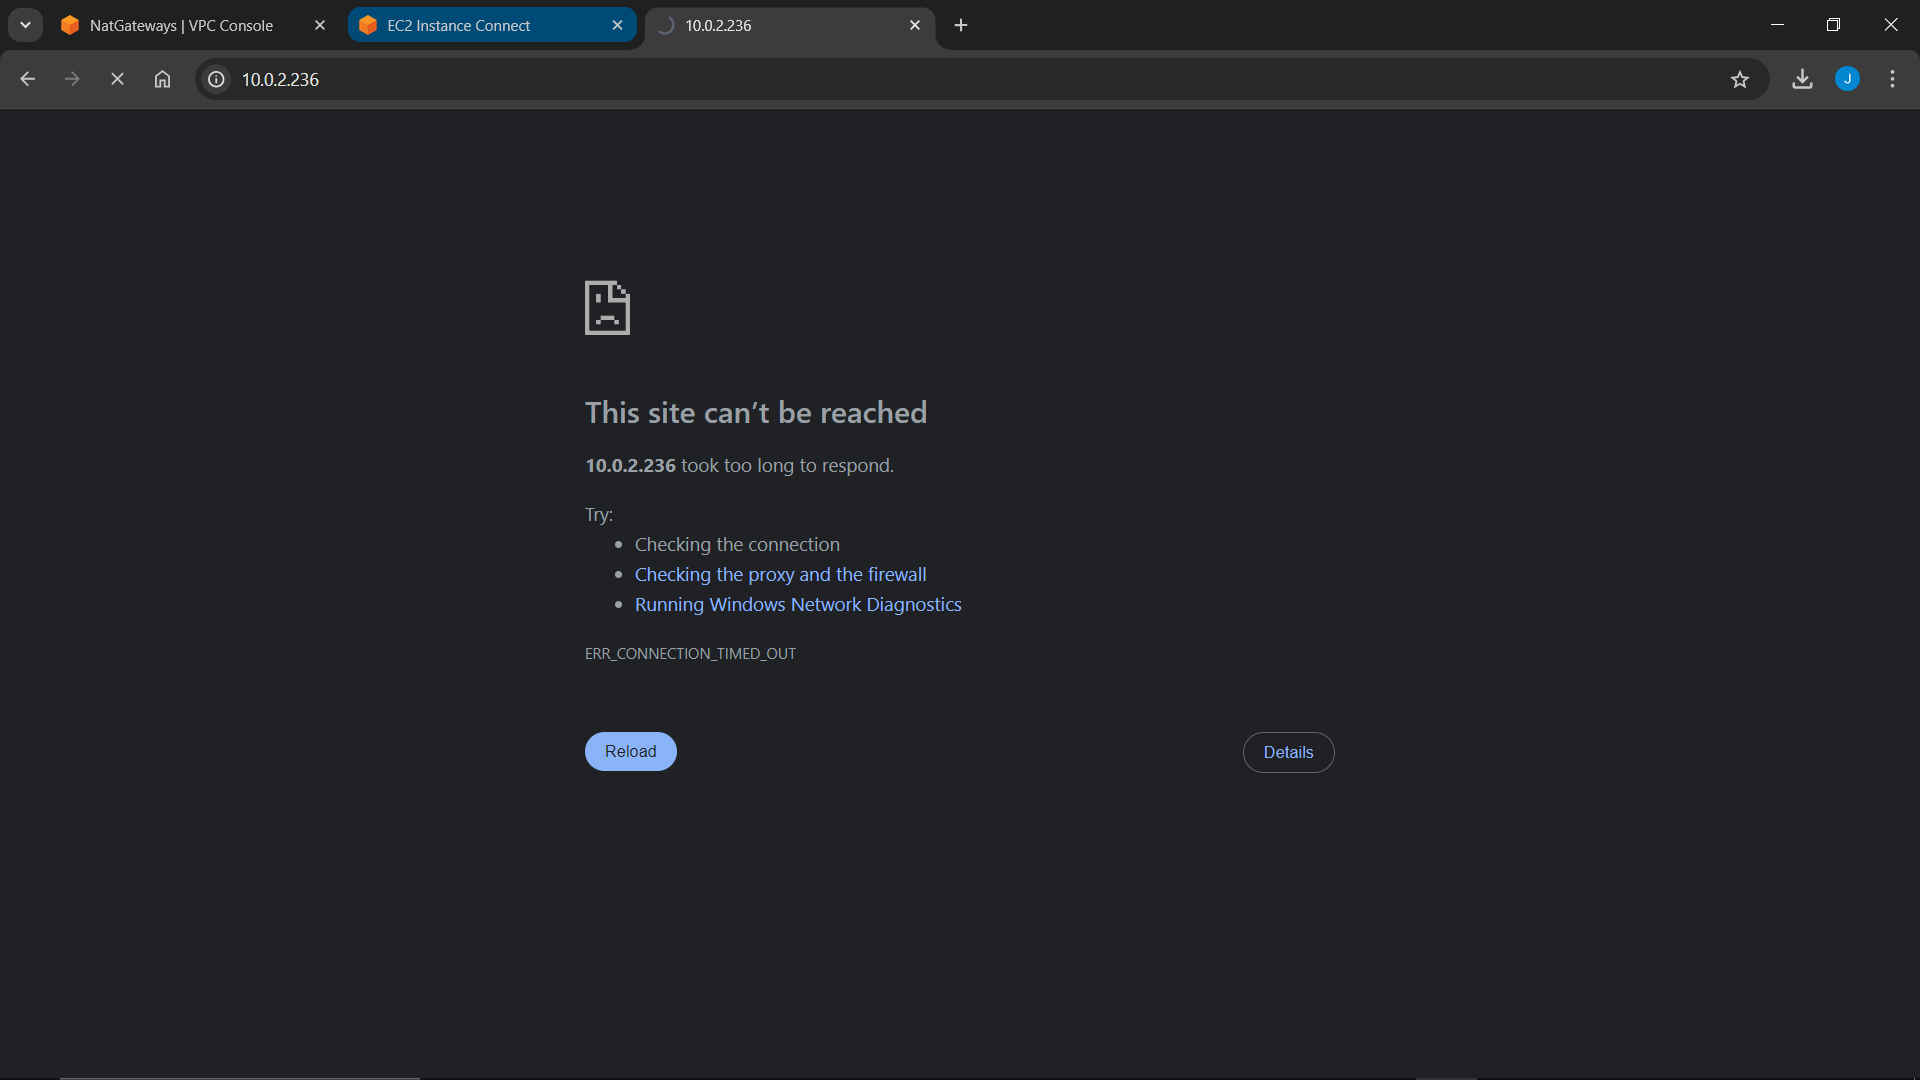 NatGateways | VPC Console
EC2 Instance Connect
10.0.2.236
10.0.2.236
J
This site can’t be reached
10.0.2.236 took too long to respond.
Try:
Checking the connection
Checking the proxy and the firewall
Running Windows Network Diagnostics
ERR_CONNECTION_TIMED_OUT
Reload
Details